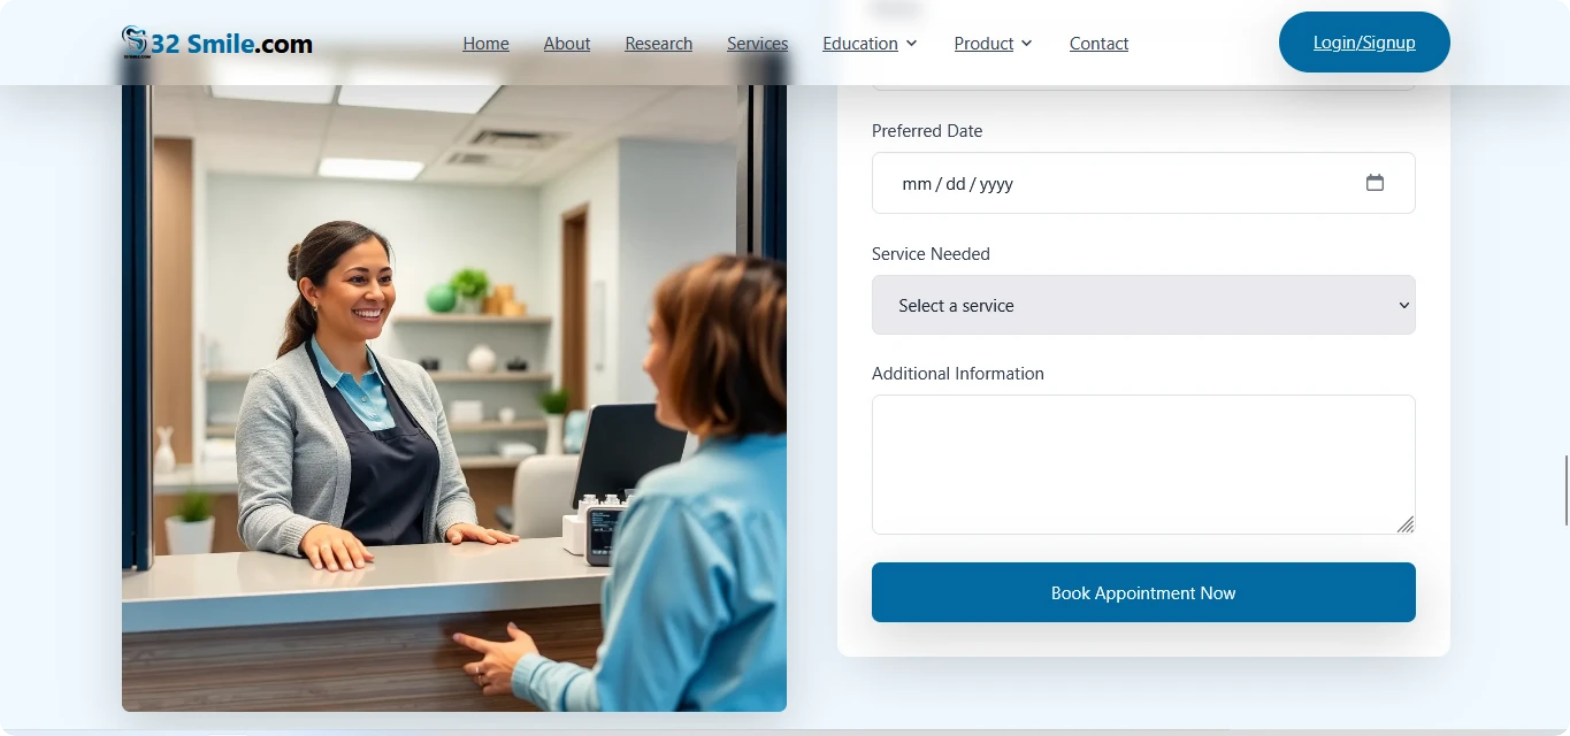 32 Smile.com
Home About Research Services Education Product Contact
Login/Signup
Preferred Date
mm / dd / yyyy
Service Needed
Select a service
Additional Information
Book Appointment Now